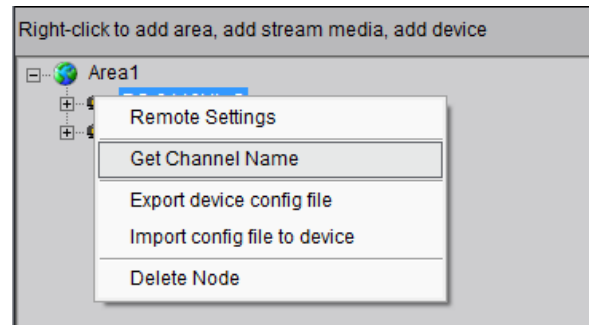 Right-click to add area, add stream media, add device
Area1
Remote Settings
Get Channel Name
Export device config file
Import config file to device
Delete Node